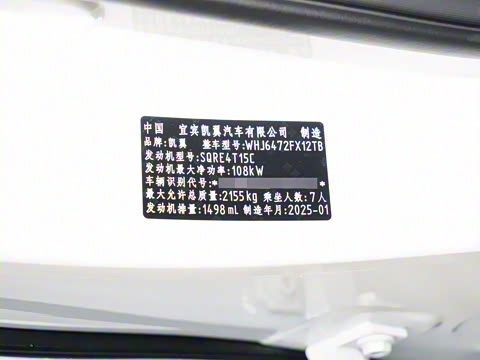 中国 宜宾凯翼汽车有限公司 制造
品牌:凯翼 整车型号:WHJ6472FX12TB
发动机型号:SQRE4T15C
发动机最大净功率:108kW
车辆识别代号:* *
最大允许总质量:2155kg 乘坐人数:7人
发动机排量:1498mL 制造年月:2025-01